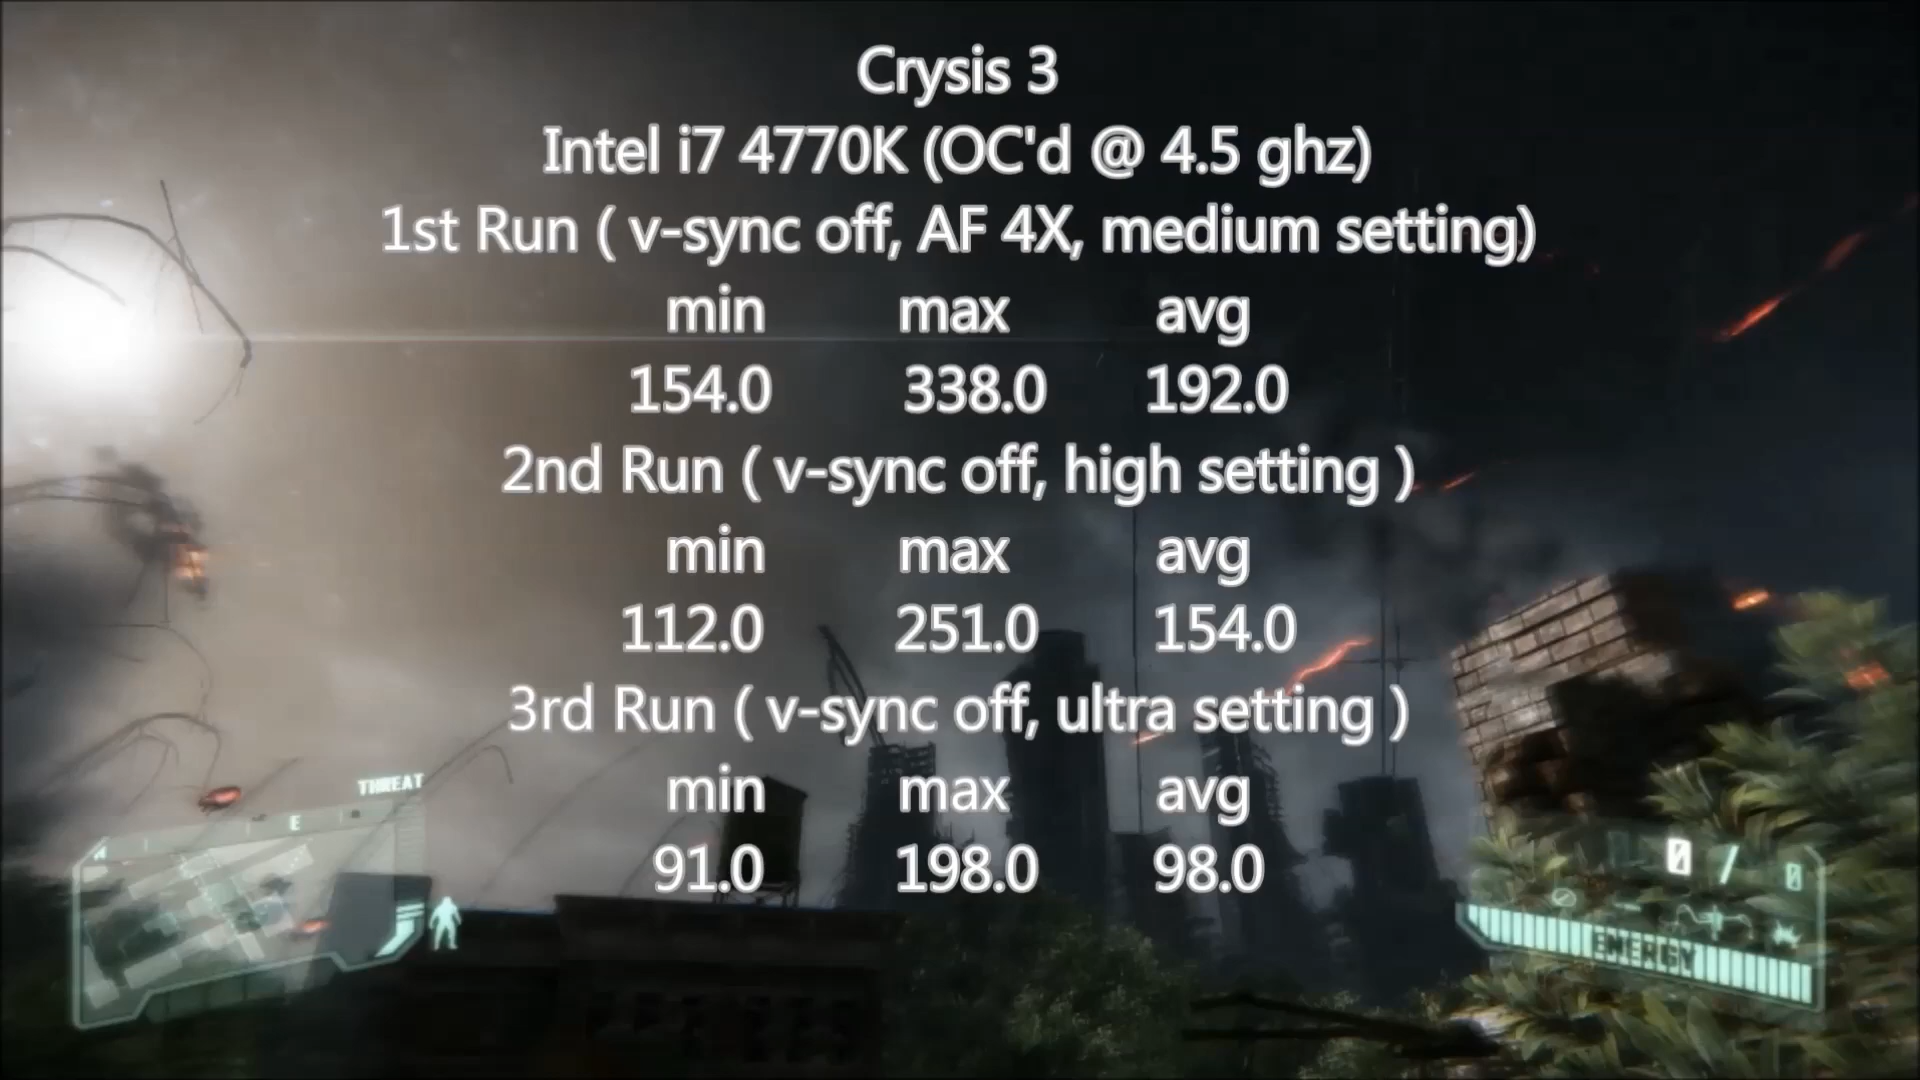 Crysis 3
Intel i7 4770K (OC'd @ 4.5 ghz)
1st Run ( v-sync off, AF 4X, medium setting)
min max avg
154.0 338.0 192.0
2nd Run ( v-sync off, high setting )
min max avg
112.0 251.0 154.0
3rd Run ( v-sync off, ultra setting )
min max avg
91.0 198.0 98.0
THREAT
E
0 / 0
ENERGY